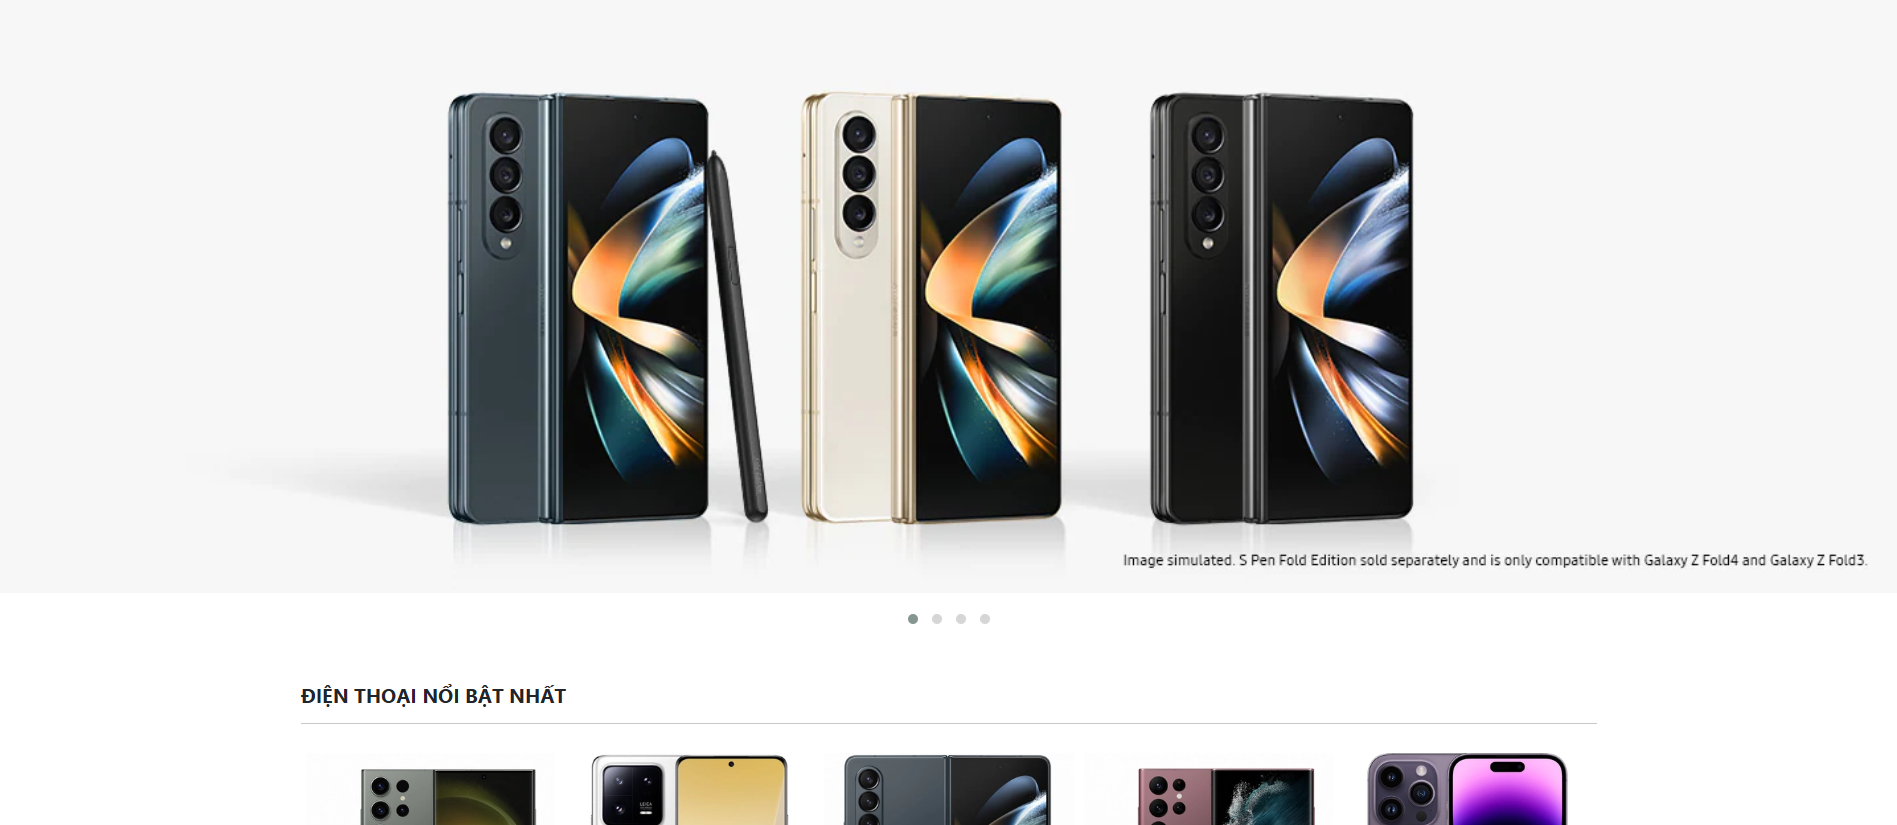 Image simulated. S Pen Fold Edition sold separately and is only compatible with Galaxy Z Fold4 and Galaxy Z Fold3.
ĐIỆN THOẠI NỔI BẬT NHẤT
LEICA